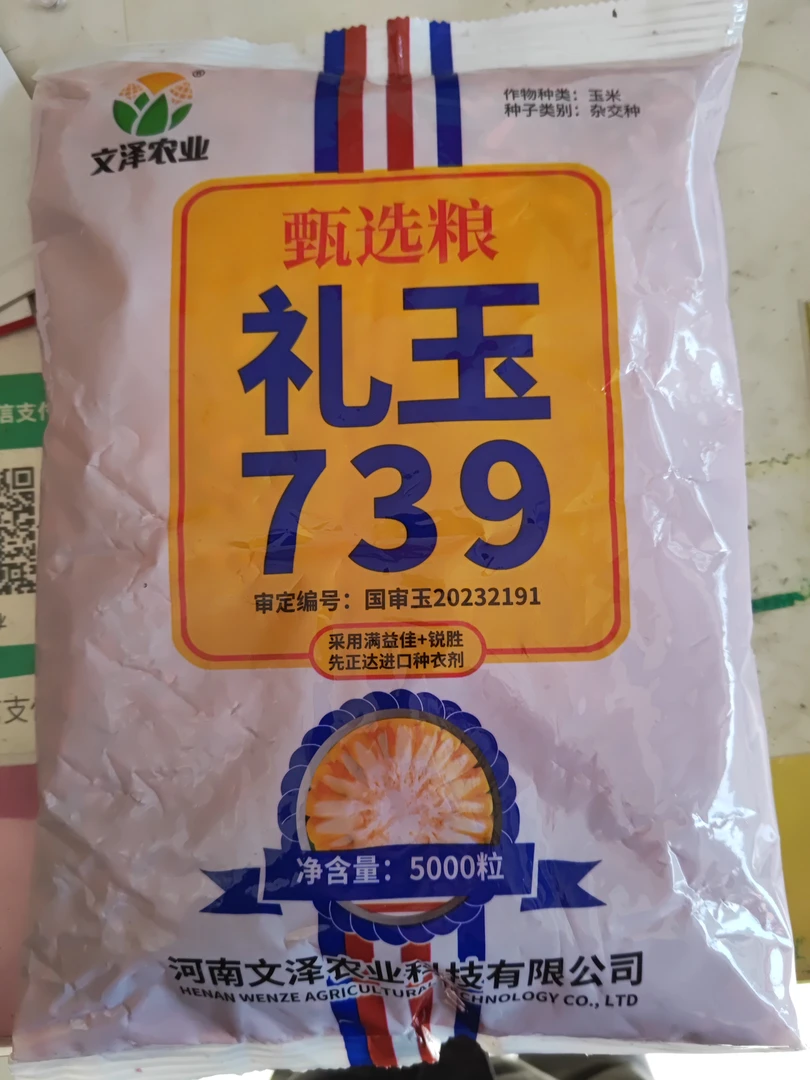 文泽农业®
作物种类：玉米
种子类别：杂交种
甄选粮
礼玉
739
审定编号：国审玉20232191
采用满益佳+锐胜
先正达进口种衣剂
净含量：5000粒
河南文泽农业科技有限公司
HENAN WENZE AGRICULTURAL TECHNOLOGY CO., LTD
信支付